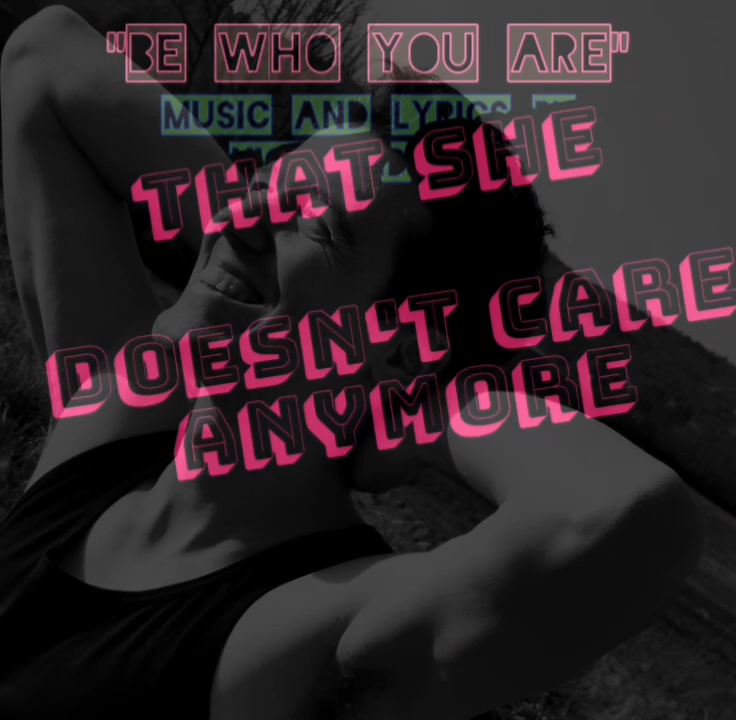 "BE WHO YOU ARE"
MUSIC AND LYRICS
THAT SHE
DOESN'T CARE
ANYMORE